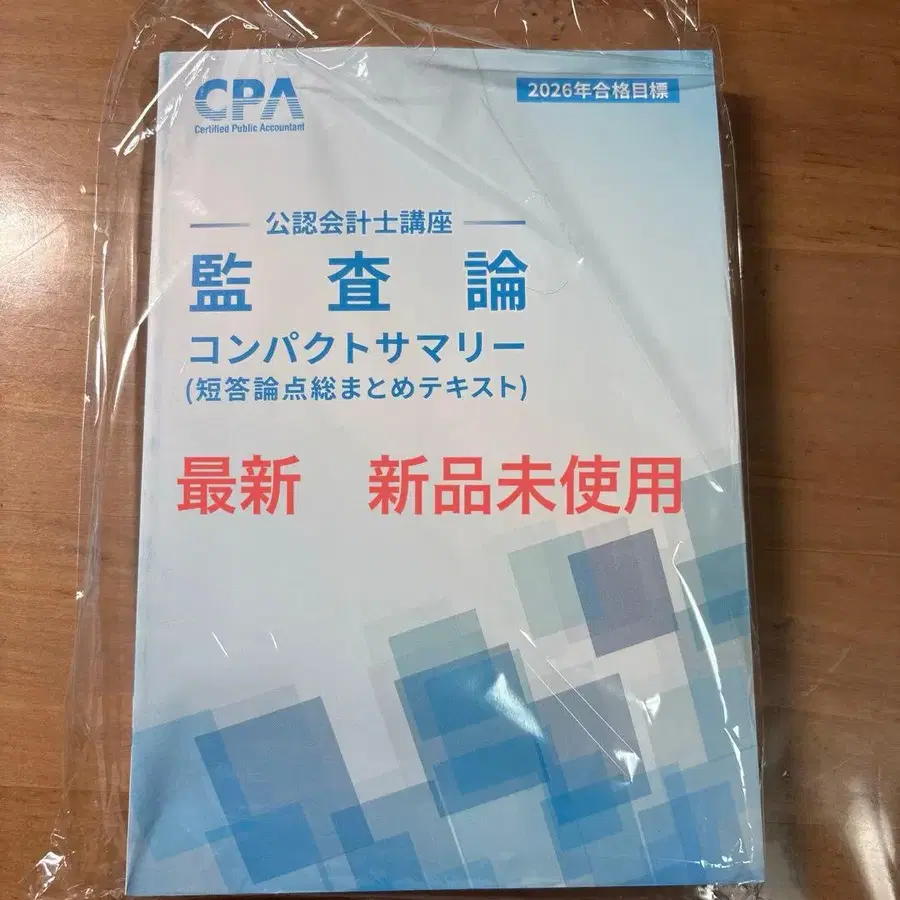 CPA
Certified Public Accountant
2026年合格目標
公認会計士講座
監査論
コンパクトサマリー
(短答論点総まとめテキスト)
最新　新品未使用